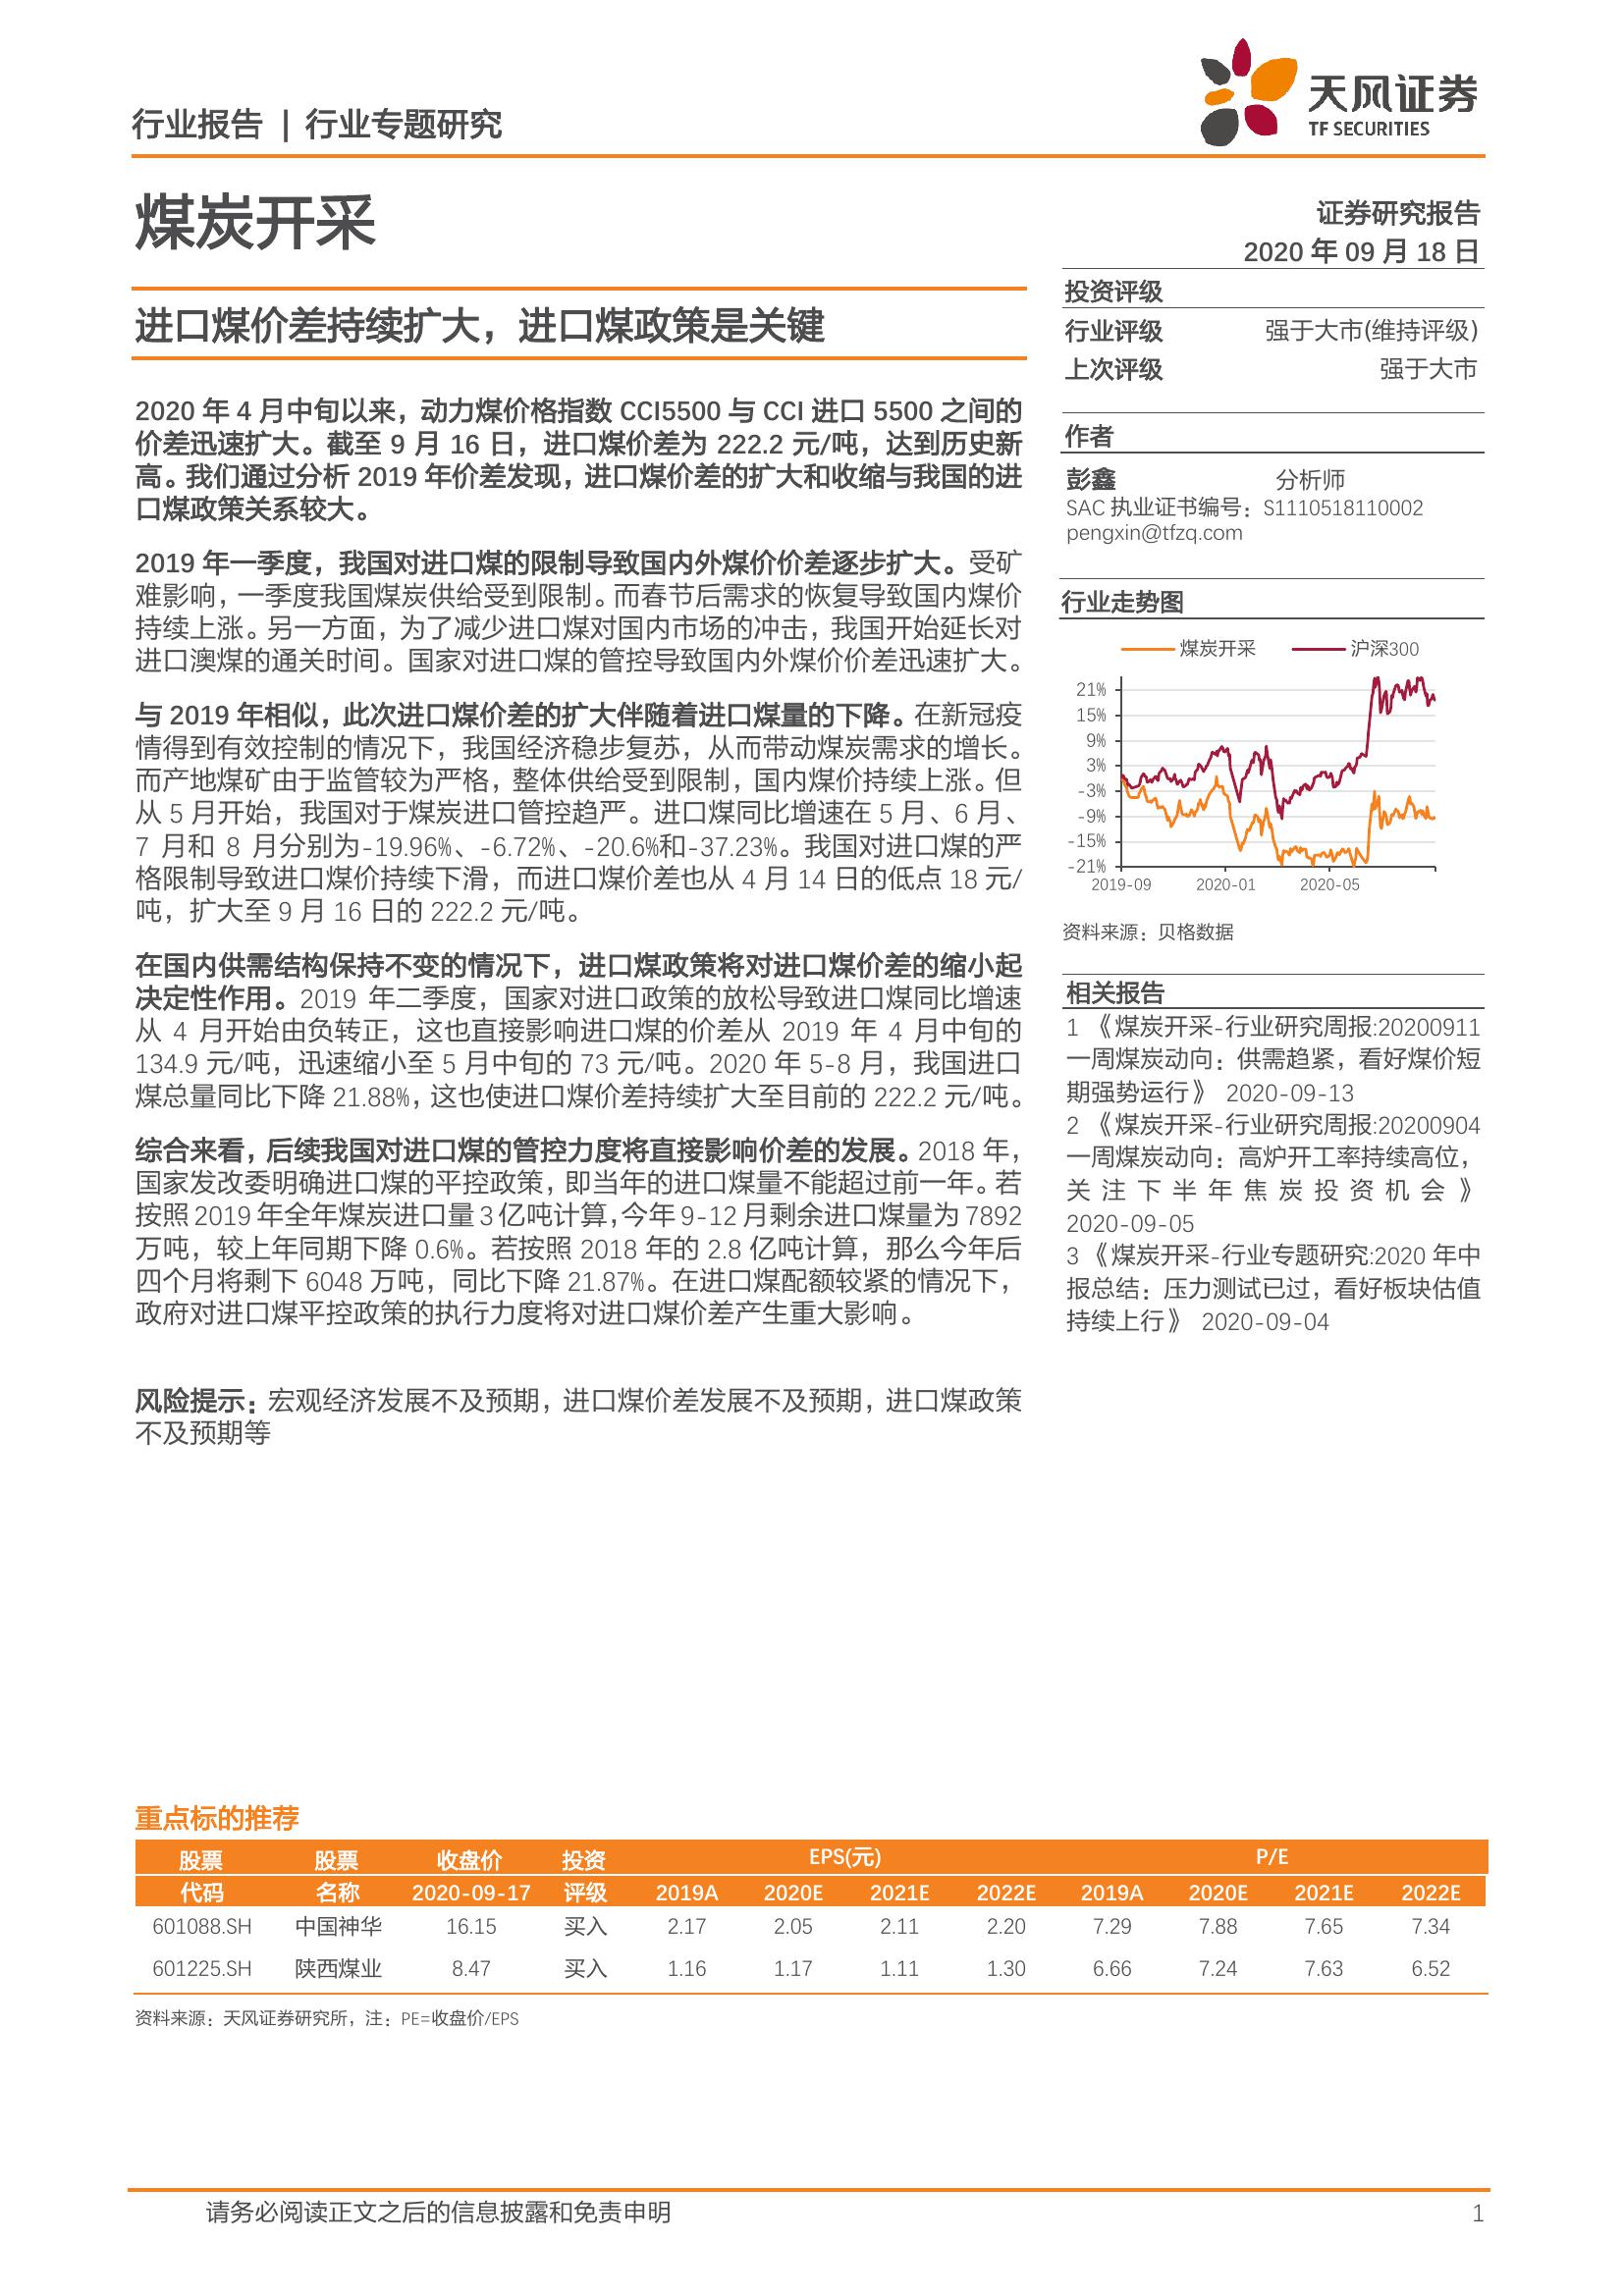 行业报告 | 行业专题研究
天风证券
TF SECURITIES
煤炭开采
证券研究报告
2020 年 09 月 18 日
进口煤价差持续扩大，进口煤政策是关键
2020 年 4 月中旬以来，动力煤价格指数 CCI5500 与 CCI 进口 5500 之间的
价差迅速扩大。截至 9 月 16 日，进口煤价差为 222.2 元/吨，达到历史新
高。我们通过分析 2019 年价差发现，进口煤价差的扩大和收缩与我国的进
口煤政策关系较大。
2019 年一季度，我国对进口煤的限制导致国内外煤价价差逐步扩大。受矿
难影响，一季度我国煤炭供给受到限制。而春节后需求的恢复导致国内煤价
持续上涨。另一方面，为了减少进口煤对国内市场的冲击，我国开始延长对
进口澳煤的通关时间。国家对进口煤的管控导致国内外煤价价差迅速扩大。
与 2019 年相似，此次进口煤价差的扩大伴随着进口煤量的下降。在新冠疫
情得到有效控制的情况下，我国经济稳步复苏，从而带动煤炭需求的增长。
而产地煤矿由于监管较为严格，整体供给受到限制，国内煤价持续上涨。但
从 5 月开始，我国对于煤炭进口管控趋严。进口煤同比增速在 5 月、6 月、
7 月和 8 月分别为-19.96%、-6.72%、-20.6%和-37.23%。我国对进口煤的严
格限制导致进口煤价持续下滑，而进口煤价差也从 4 月 14 日的低点 18 元/
吨，扩大至 9 月 16 日的 222.2 元/吨。
在国内供需结构保持不变的情况下，进口煤政策将对进口煤价差的缩小起
决定性作用。2019 年二季度，国家对进口政策的放松导致进口煤同比增速
从 4 月开始由负转正，这也直接影响进口煤的价差从 2019 年 4 月中旬的
134.9 元/吨，迅速缩小至 5 月中旬的 73 元/吨。2020 年 5-8 月，我国进口
煤总量同比下降 21.88%，这也使进口煤价差持续扩大至目前的 222.2 元/吨。
综合来看，后续我国对进口煤的管控力度将直接影响价差的发展。2018 年，
国家发改委明确进口煤的平控政策，即当年的进口煤量不能超过前一年。若
按照 2019 年全年煤炭进口量 3 亿吨计算，今年 9-12 月剩余进口煤量为 7892
万吨，较上年同期下降 0.6%。若按照 2018 年的 2.8 亿吨计算，那么今年后
四个月将剩下 6048 万吨，同比下降 21.87%。在进口煤配额较紧的情况下，
政府对进口煤平控政策的执行力度将对进口煤价差产生重大影响。
风险提示：宏观经济发展不及预期，进口煤价差发展不及预期，进口煤政策
不及预期等
投资评级
行业评级 强于大市(维持评级)
上次评级 强于大市
作者
彭鑫 分析师
SAC 执业证书编号：S1110518110002
pengxin@tfzq.com
行业走势图
煤炭开采 沪深300
21%
15%
9%
3%
-3%
-9%
-15%
-21%
2019-09 2020-01 2020-05
资料来源：贝格数据
相关报告
1 《煤炭开采-行业研究周报:20200911
一周煤炭动向：供需趋紧，看好煤价短
期强势运行》 2020-09-13
2 《煤炭开采-行业研究周报:20200904
一周煤炭动向：高炉开工率持续高位，
关注下半年焦炭投资机会》
2020-09-05
3 《煤炭开采-行业专题研究:2020 年中
报总结：压力测试已过，看好板块估值
持续上行》 2020-09-04
重点标的推荐
股票 股票 收盘价 投资 EPS(元) P/E
代码 名称 2020-09-17 评级 2019A 2020E 2021E 2022E 2019A 2020E 2021E 2022E
601088.SH 中国神华 16.15 买入 2.17 2.05 2.11 2.20 7.29 7.88 7.65 7.34
601225.SH 陕西煤业 8.47 买入 1.16 1.17 1.11 1.30 6.66 7.24 7.63 6.52
资料来源：天风证券研究所，注：PE=收盘价/EPS
请务必阅读正文之后的信息披露和免责申明 1